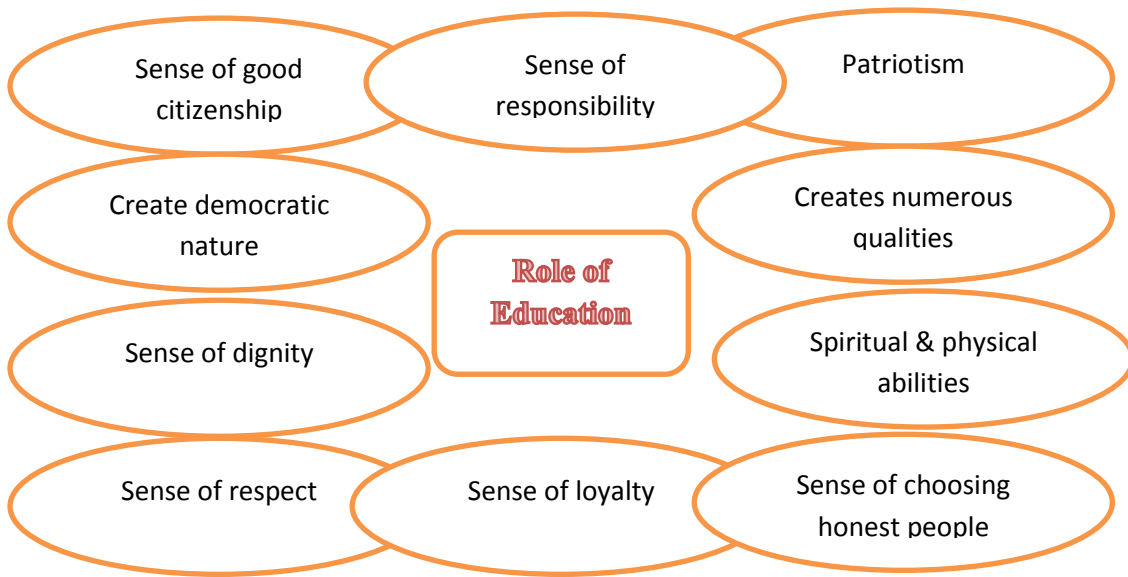 Sense of good
citizenship
Sense of
responsibility
Patriotism
Create democratic
nature
Creates numerous
qualities
Role of
Education
Sense of dignity
Spiritual & physical
abilities
Sense of respect
Sense of loyalty
Sense of choosing
honest people